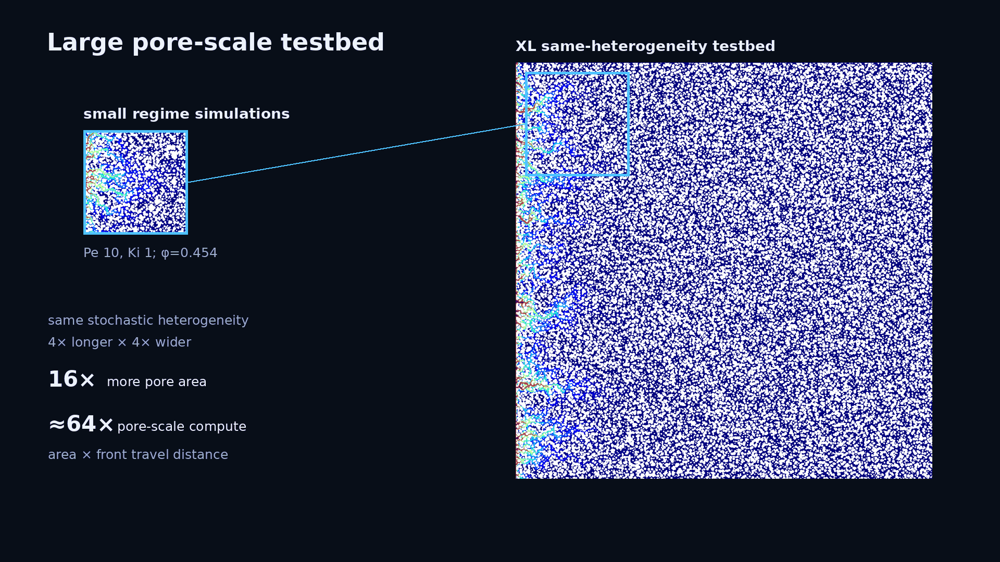 Large pore-scale testbed
XL same-heterogeneity testbed
small regime simulations
Pe 10, Ki 1; φ=0.454
same stochastic heterogeneity
4× longer × 4× wider
16× more pore area
≈64× pore-scale compute
area × front travel distance